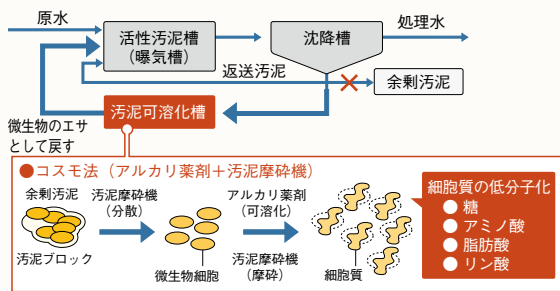 原水
活性汚泥槽
(曝気槽)
沈降槽
処理水
返送汚泥
余剰汚泥
汚泥可溶化槽
微生物のエサ
として戻す
●コスモ法(アルカリ薬剤+汚泥摩砕機)
余剰汚泥
汚泥ブロック
汚泥摩砕機
(分散)
微生物細胞
アルカリ薬剤
(可溶化)
汚泥摩砕機
(摩砕)
細胞質
細胞質の低分子化
●糖
●アミノ酸
●脂肪酸
●リン酸